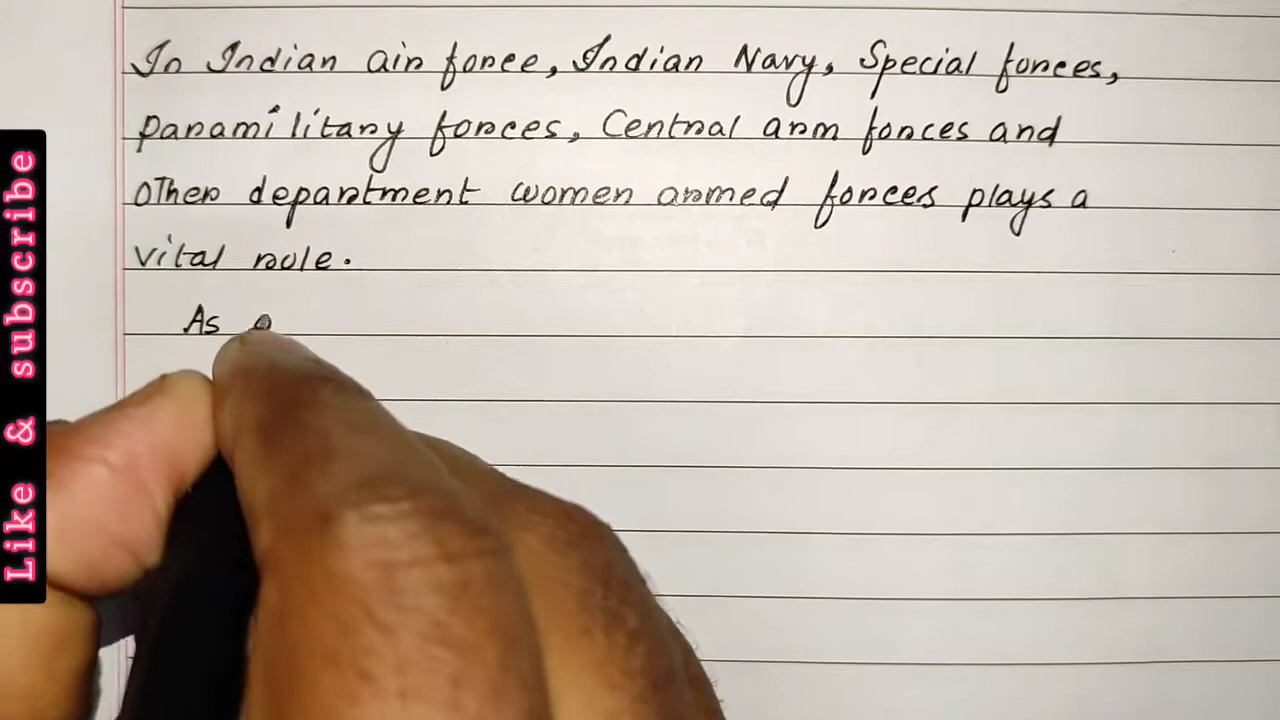 In Indian air force, Indian Navy, Special forces,
paramilitary forces, Central arm forces and
other department women armed forces plays a
vital role.
As
Like & subscribe